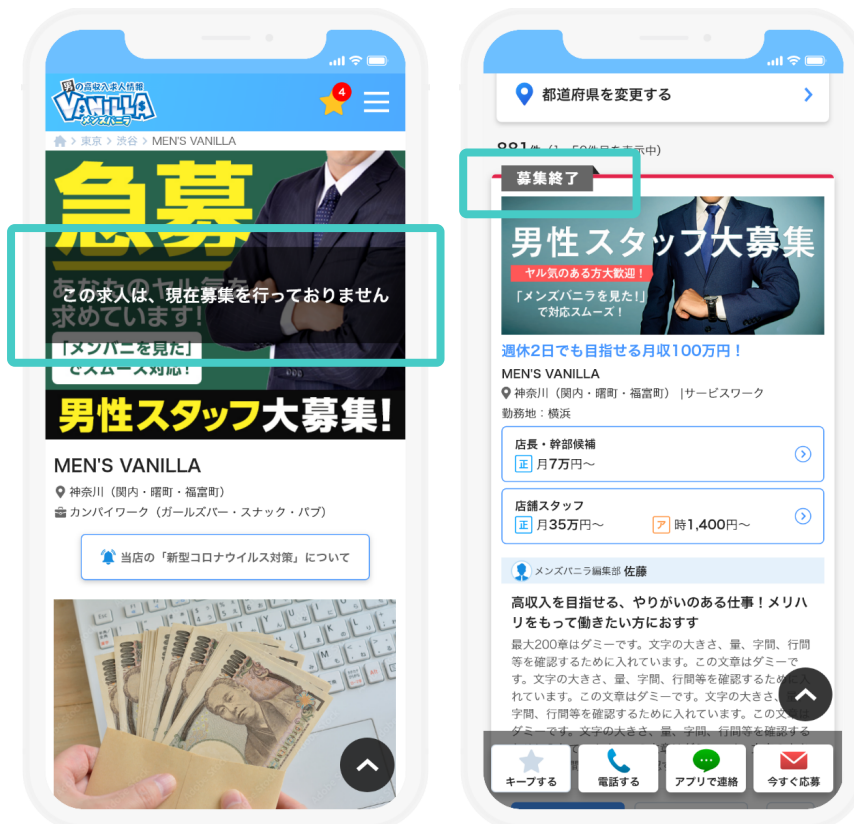 男の高収入求人情報
VANILLA
メンズバニラ
4
東京 > 渋谷 > MEN'S VANILLA
急募
この求人は、現在募集を行っておりません
求めています!
「メンバニを見た」
でスムーズ対応!
男性スタッフ大募集!
MEN'S VANILLA
神奈川（関内・曙町・福富町）
カンパイワーク（ガールズバー・スナック・パブ）
当店の「新型コロナウイルス対策」について
都道府県を変更する
881件（1〜50件目を表示中）
募集終了
男性スタッフ大募集
ヤル気のある方大歓迎！
「メンズバニラを見た!」
で対応スムーズ！
週休2日でも目指せる月収100万円！
MEN'S VANILLA
神奈川（関内・曙町・福富町） |サービスワーク
勤務地：横浜
店長・幹部候補
正 月7万円〜
店舗スタッフ
正 月35万円〜 ア 時1,400円〜
メンズバニラ編集部 佐藤
高収入を目指せる、やりがいのある仕事！メリハ
リをもって働きたい方におすす
最大200章はダミーです。文字の大きさ、量、字間、行間
等を確認するために入れています。この文章はダミーで
す。文字の大きさ、量、字間、行間等を確認するために入
れています。この文章はダミーです。文字の大きさ、
字間、行間等を確認するために入れています。この文
ダミーです。文字の大きさ、量、字間、行間等を確認する
キープする
電話する
アプリで連絡
今すぐ応募